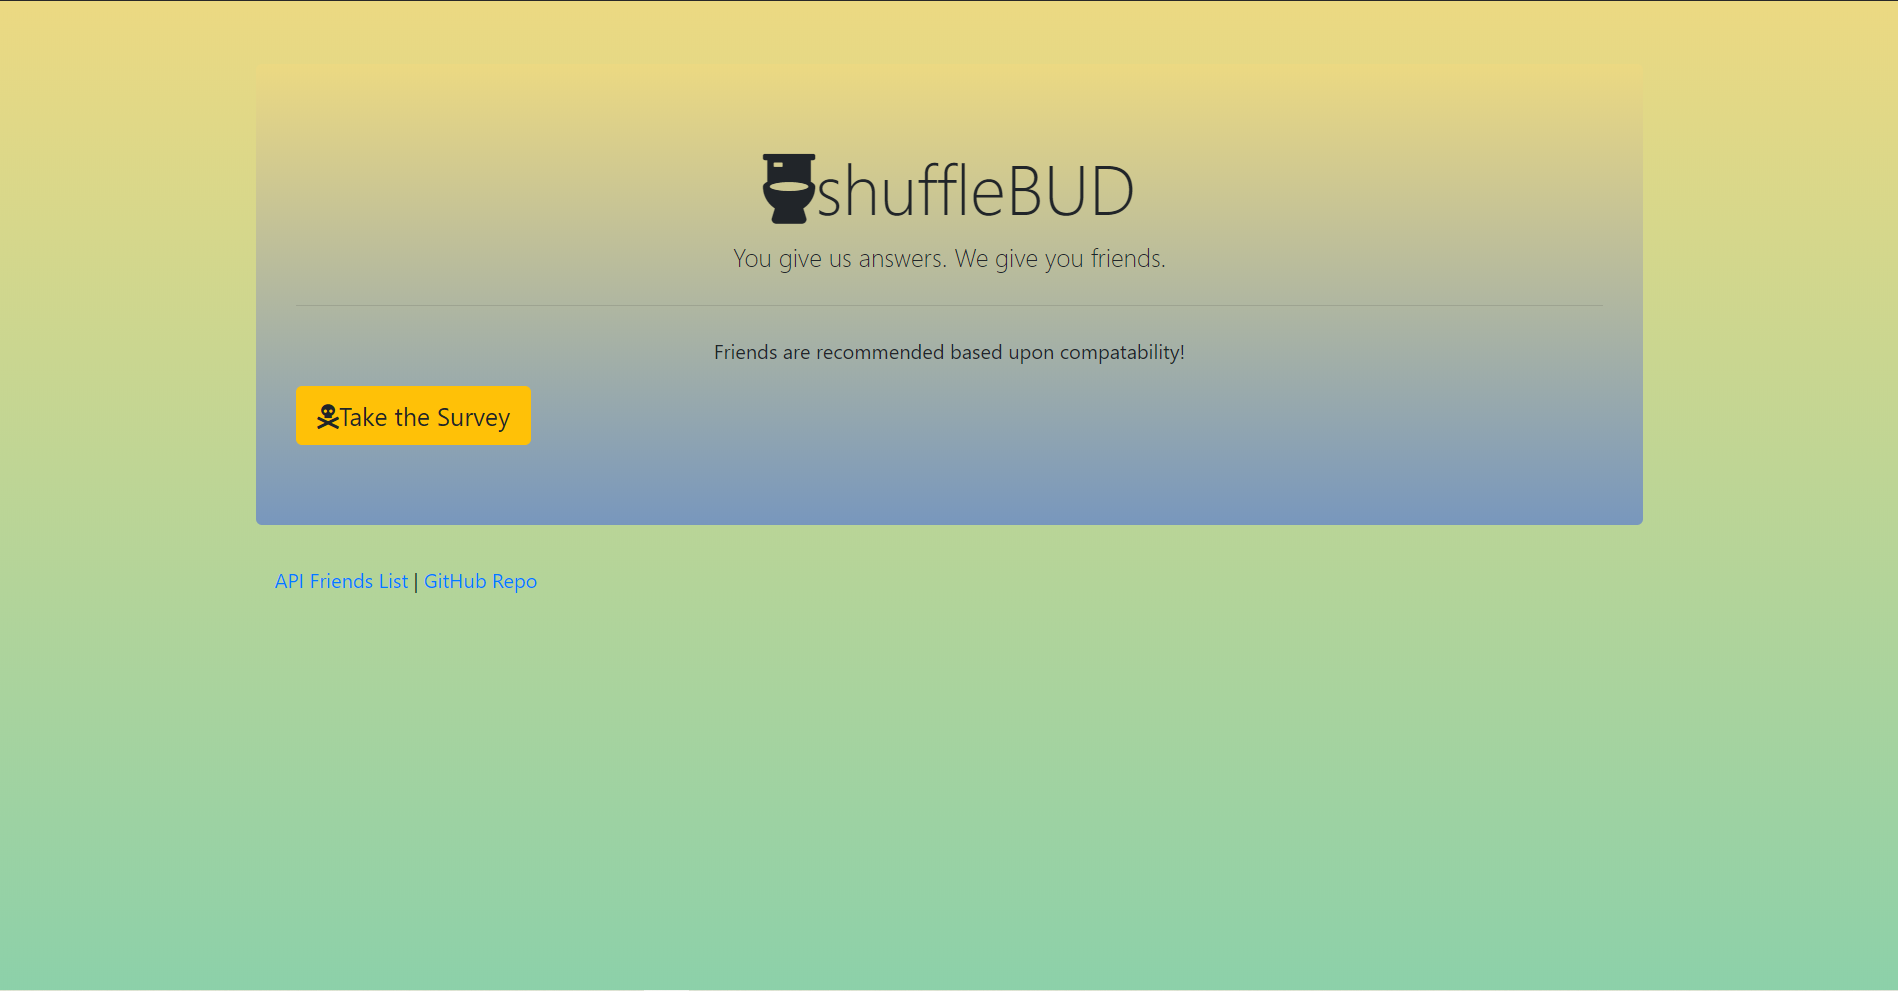 shuffleBUD
You give us answers. We give you friends.
Friends are recommended based upon compatability!
Take the Survey
API Friends List | GitHub Repo